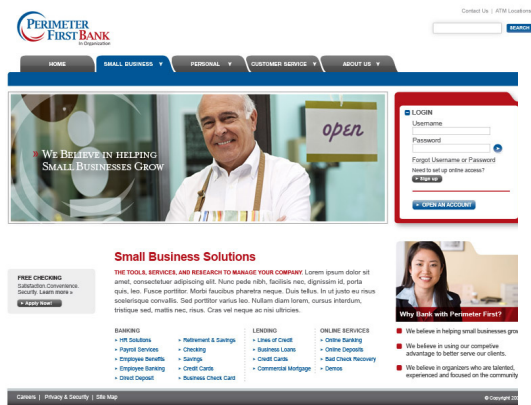 Contact Us | ATM Locations
PERIMETER
FIRST BANK
In Organization
SEARCH
HOME
SMALL BUSINESS
PERSONAL
CUSTOMER SERVICE
ABOUT US
» WE BELIEVE IN HELPING
SMALL BUSINESSES GROW
open
LOGIN
Username
Password
Forgot Username or Password
Need to set up online access?
Sign up
OPEN AN ACCOUNT
FREE CHECKING
Satisfaction.Convenience.
Security. Learn more »
Apply Now!
Small Business Solutions
THE TOOLS, SERVICES, AND RESEARCH TO MANAGE YOUR COMPANY. Lorem ipsum dolor sit
amet, consectetuer adipiscing elit. Nunc pede nibh, facilisis nec, dignissim id, porta
quis, leo. Fusce porttitor. Morbi faucibus pharetra neque. Duis tellus. In ut justo eu risus
scelerisque convallis. Sed porttitor varius leo. Nullam diam lorem, cursus interdum,
tristique sed, mattis nec, risus. Cras vel neque ac nisi ultricies.
BANKING
HR Solutions
Payroll Services
Employee Benefits
Employee Banking
Direct Deposit
Retirement & Savings
Checking
Savings
Credit Cards
Business Check Card
LENDING
Lines of Credit
Business Loans
Credit Cards
Commercial Mortgage
ONLINE SERVICES
Online Banking
Online Deposits
Bad Check Recovery
Demos
Why Bank with Perimeter First?
We believe in helping small businesses grow
We believe in using our competive
advantage to better serve our clients.
We believe in organizers who are talented,
experienced and focused on the community
Careers | Privacy & Security | Site Map
© Copyright 200